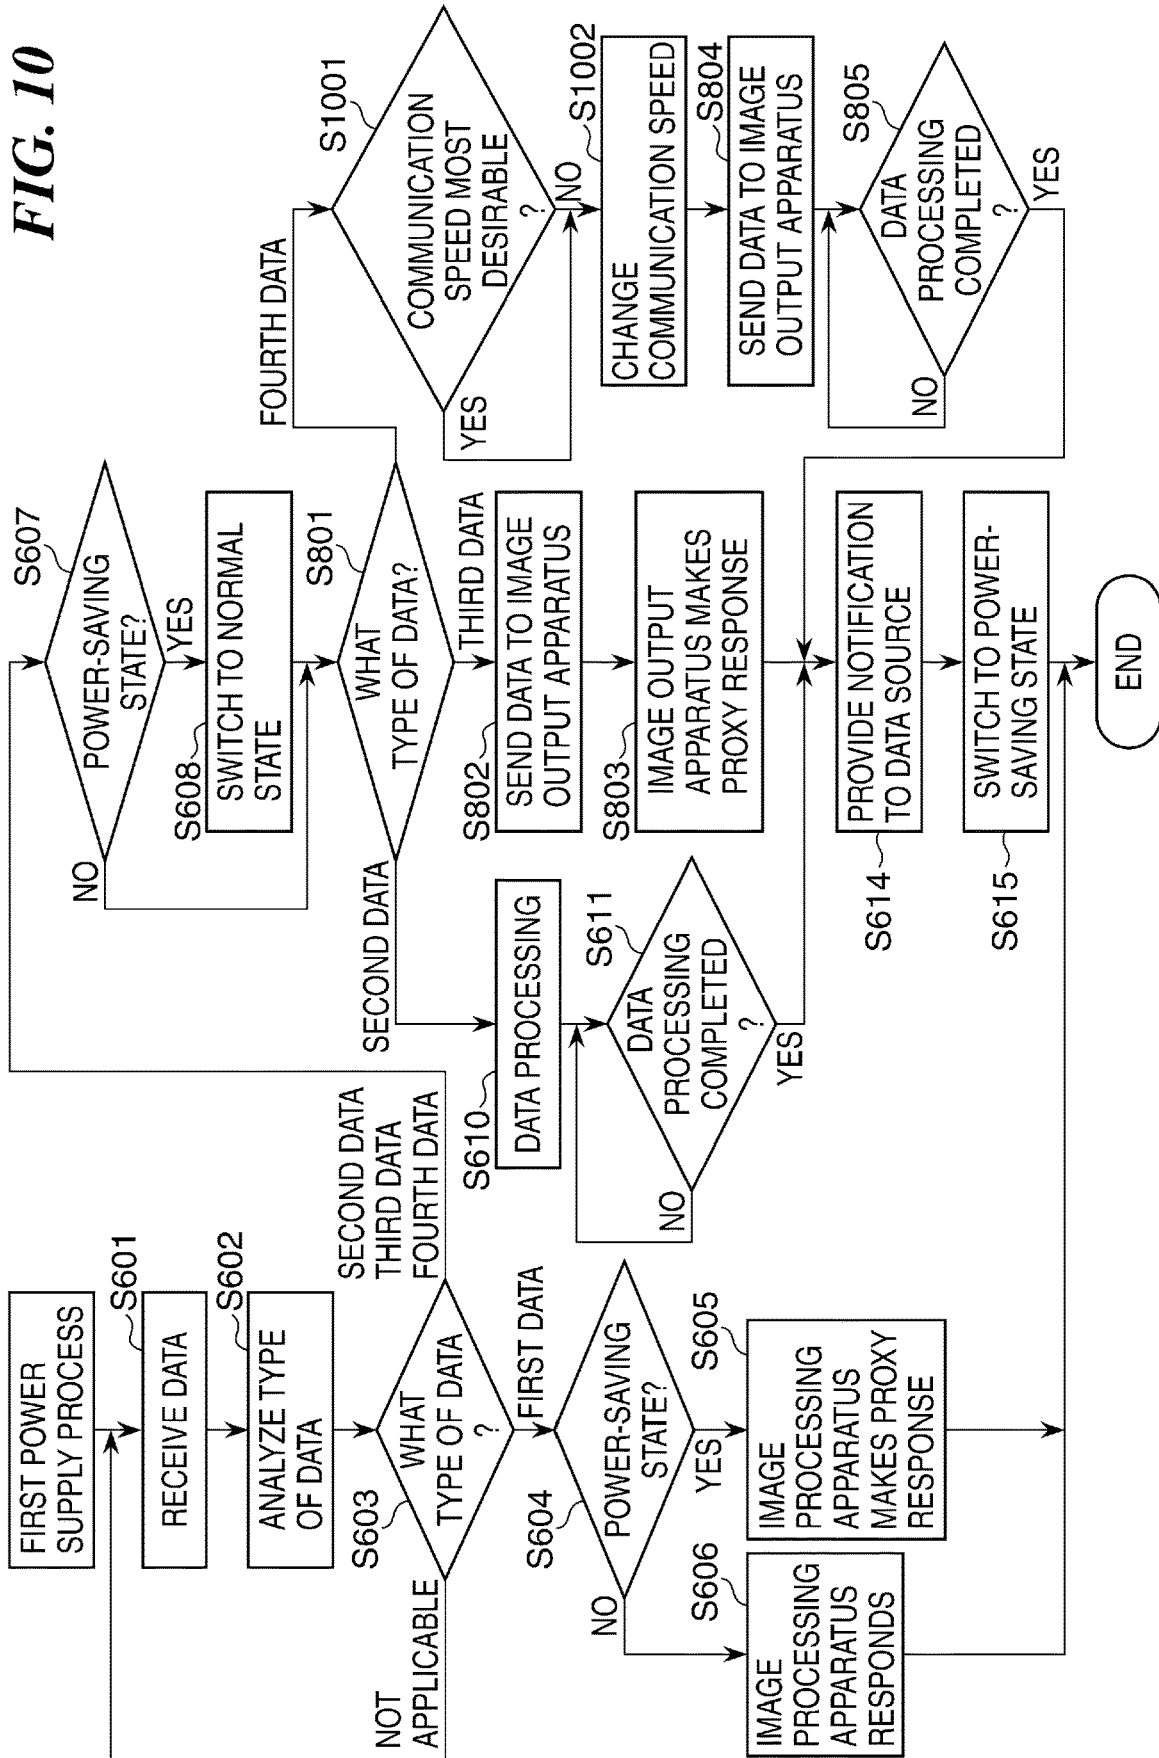 FIG. 10
FIRST POWER
SUPPLY PROCESS
S601
RECEIVE DATA
S602
ANALYZE TYPE
OF DATA
S603
WHAT
TYPE OF DATA
?
NOT
APPLICABLE
SECOND DATA
THIRD DATA
FOURTH DATA
FIRST DATA
S604
POWER-SAVING
STATE?
NO
YES
S606
IMAGE
PROCESSING
APPARATUS
RESPONDS
S605
IMAGE
PROCESSING
APPARATUS
MAKES PROXY
RESPONSE
S607
POWER-SAVING
STATE?
NO
YES
S608
SWITCH TO NORMAL
STATE
S801
WHAT
TYPE OF DATA?
SECOND DATA
THIRD DATA
FOURTH DATA
S610
DATA PROCESSING
S611
DATA
PROCESSING
COMPLETED
?
NO
YES
S802
SEND DATA TO IMAGE
OUTPUT APPARATUS
S803
IMAGE OUTPUT
APPARATUS MAKES
PROXY RESPONSE
S1001
COMMUNICATION
SPEED MOST
DESIRABLE
?
YES
NO
S1002
CHANGE
COMMUNICATION SPEED
S804
SEND DATA TO IMAGE
OUTPUT APPARATUS
S805
DATA
PROCESSING
COMPLETED
?
NO
YES
S614
PROVIDE NOTIFICATION
TO DATA SOURCE
S615
SWITCH TO POWER-
SAVING STATE
END